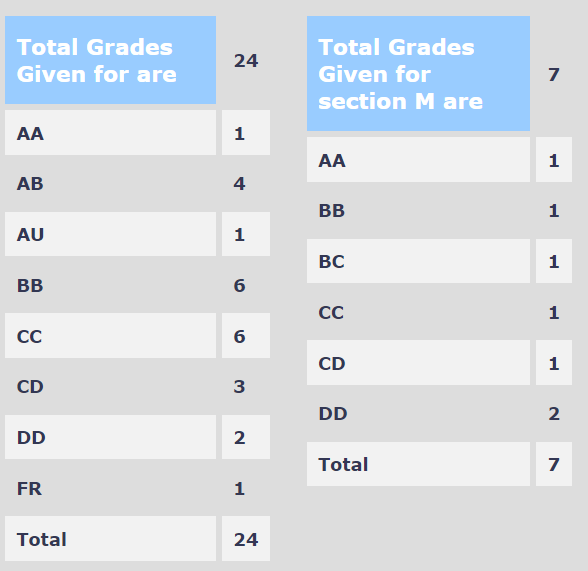 Total Grades
Given for are
24
AA 1
AB 4
AU 1
BB 6
CC 6
CD 3
DD 2
FR 1
Total 24
Total Grades
Given for
section M are
7
AA 1
BB 1
BC 1
CC 1
CD 1
DD 2
Total 7